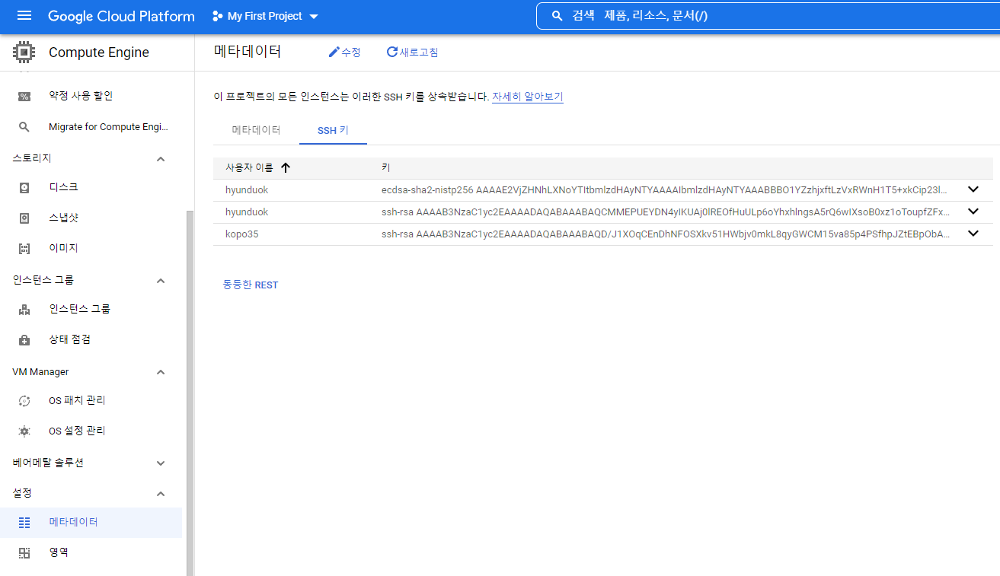 Google Cloud Platform
My First Project
검색 제품, 리소스, 문서(/)
Compute Engine
약정 사용 할인
Migrate for Compute Engi...
스토리지
디스크
스냅샷
이미지
인스턴스 그룹
인스턴스 그룹
상태 점검
VM Manager
OS 패치 관리
OS 설정 관리
베어메탈 솔루션
설정
메타데이터
영역
메타데이터
수정
새로고침
이 프로젝트의 모든 인스턴스는 이러한 SSH 키를 상속받습니다. 자세히 알아보기
메타데이터 SSH 키
사용자 이름 키
hyunduok ecdsa-sha2-nistp256 AAAAE2VjZHNhLXNoYTItbmlzdHAyNTYAAAAIbmlzdHAyNTYAAABBBO1YZzhjxftLzVxRWnH1T5+xkCip23l...
hyunduok ssh-rsa AAAAB3NzaC1yc2EAAAADAQABAAABAQCMMEPUEYDN4yIKUAj0lREOfHuULp6oYhxhlngsA5rQ6wIXsoB0xz1oToupfZFx...
kopo35 ssh-rsa AAAAB3NzaC1yc2EAAAADAQABAAABAQD/J1XOqCEnDhNFOSXkv51HWbjv0mkL8qyGWCM15va85p4PSfhpJZtEBpObA...
동등한 REST